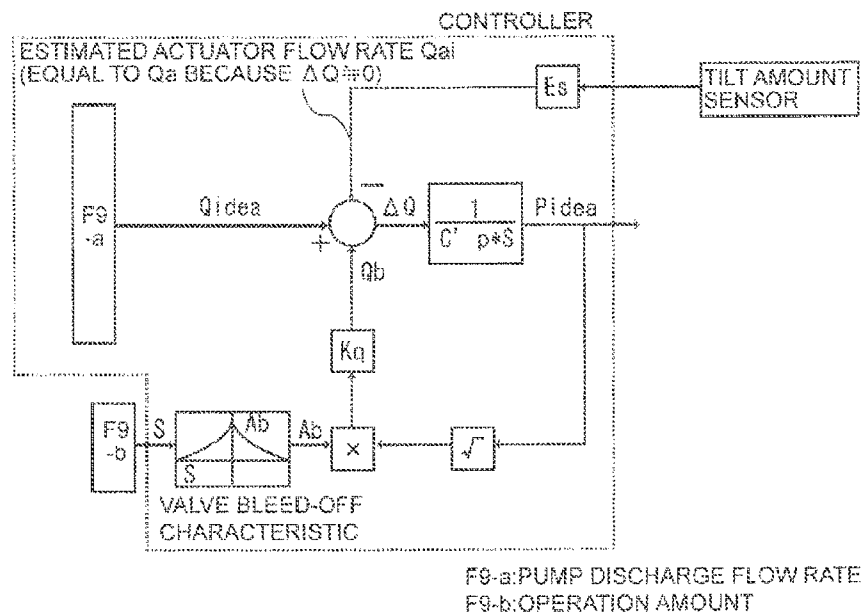 CONTROLLER
ESTIMATED ACTUATOR FLOW RATE Qai
(EQUAL TO Qa BECAUSE ΔQ≒0)
Es
TILT AMOUNT
SENSOR
F9
-a
Qidea
−
+
ΔQ
1
C' p*S
Pidea
Qb
Kq
F9
-b
S
Ab
S
Ab
×
√
VALVE BLEED-OFF
CHARACTERISTIC
F9-a:PUMP DISCHARGE FLOW RATE
F9-b:OPERATION AMOUNT